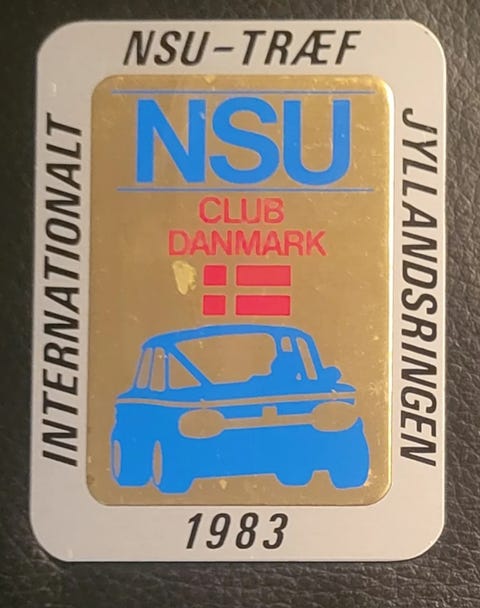 INTERNATIONALT
NSU-TRÆF
JYLLANDSRINGEN
NSU
CLUB
DANMARK
1983